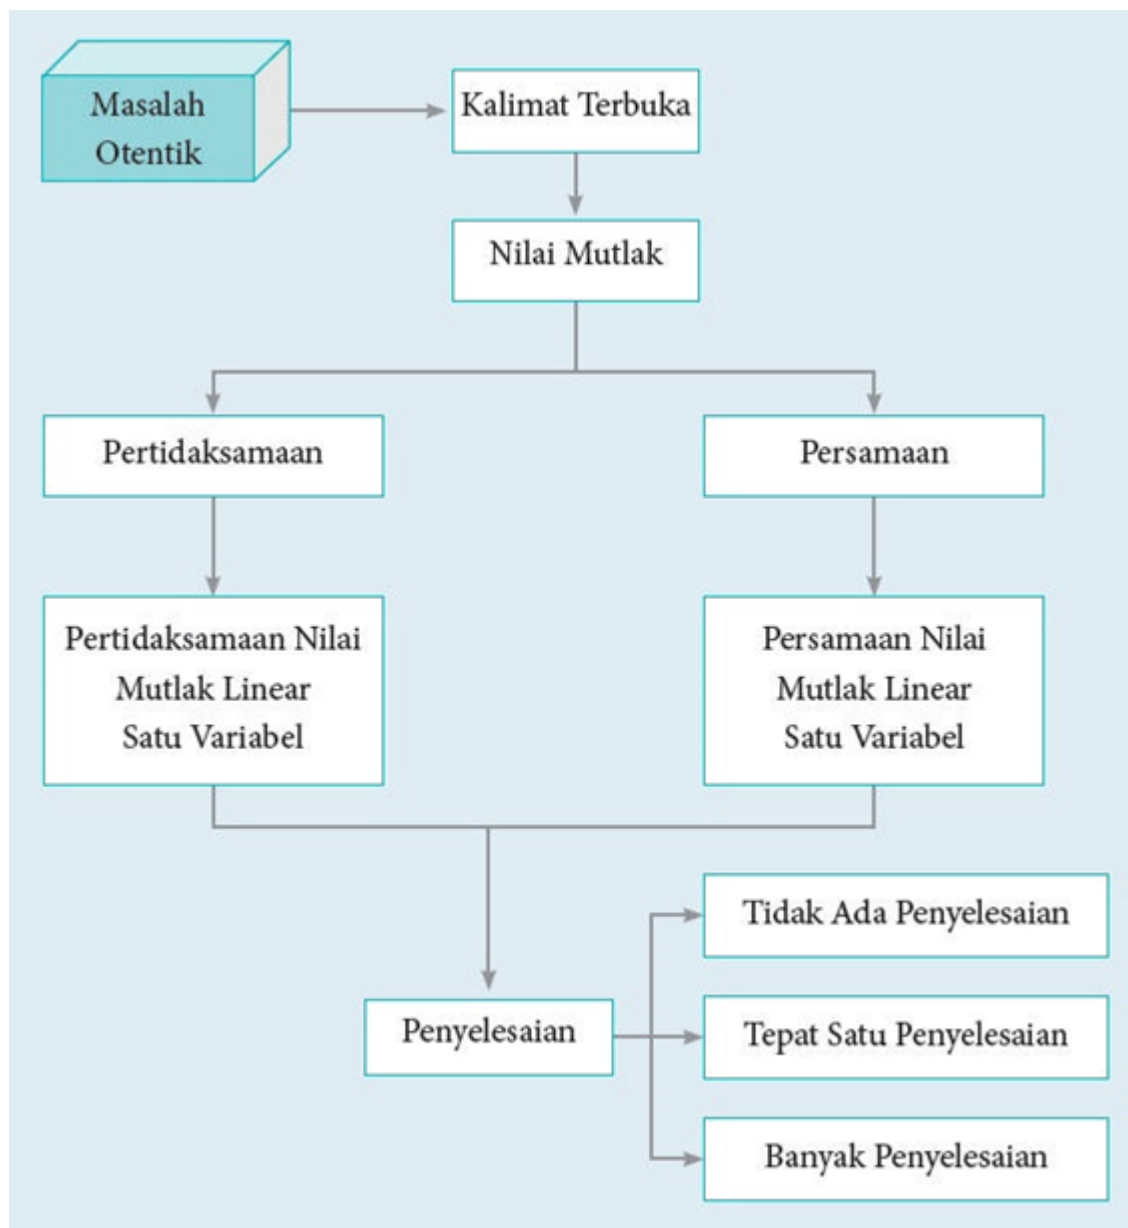 Masalah
Otentik
Kalimat Terbuka
Nilai Mutlak
Pertidaksamaan
Persamaan
Pertidaksamaan Nilai
Mutlak Linear
Satu Variabel
Persamaan Nilai
Mutlak Linear
Satu Variabel
Penyelesaian
Tidak Ada Penyelesaian
Tepat Satu Penyelesaian
Banyak Penyelesaian